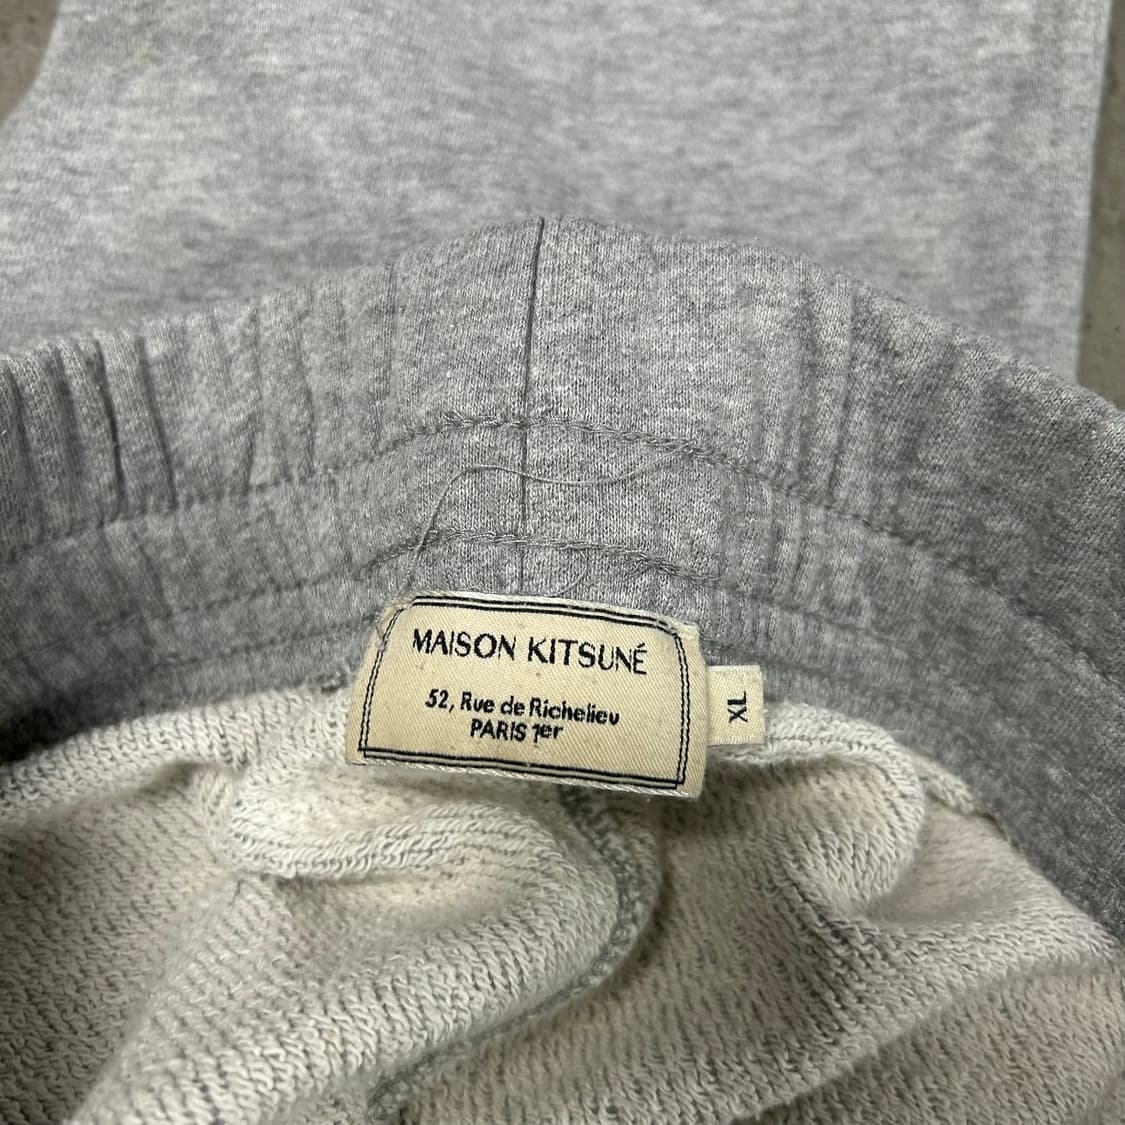 MAISON KITSUNÉ
52, Rue de Richelieu
PARIS 1er
XL